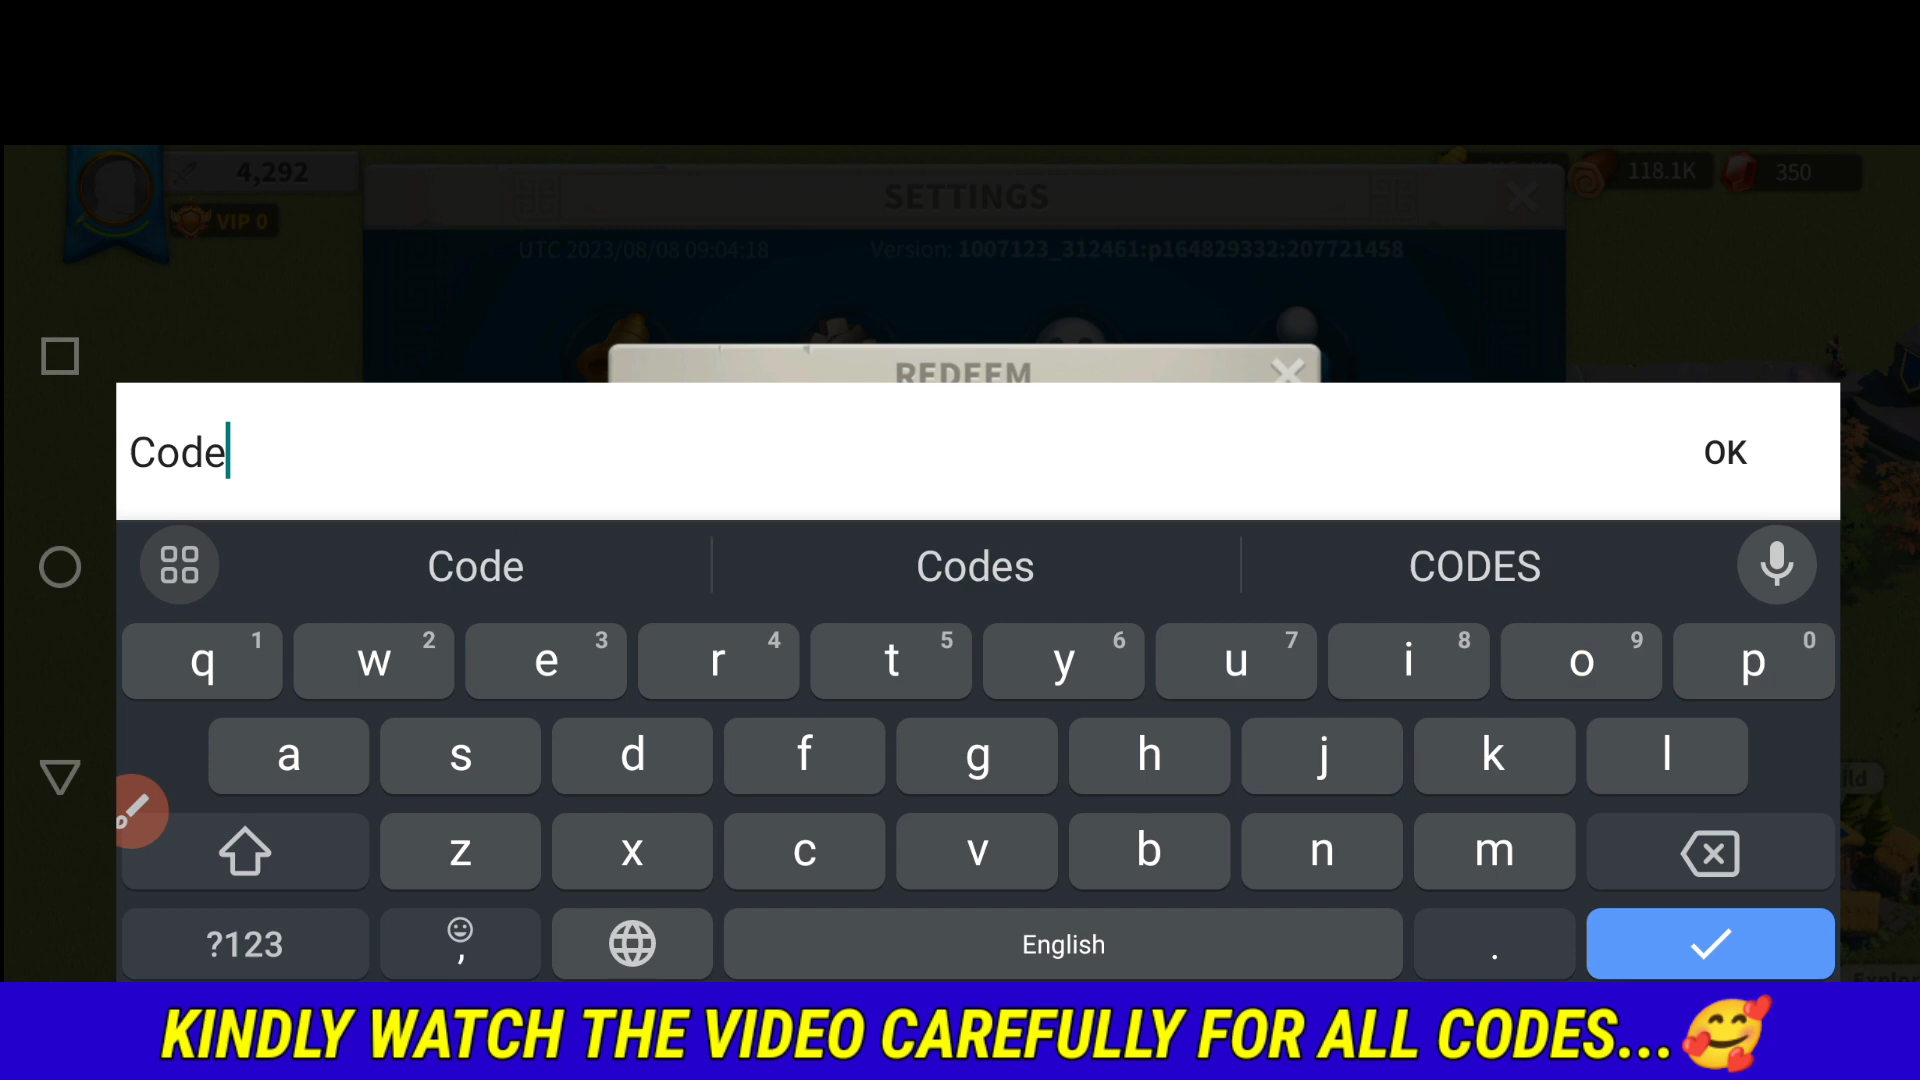 4,292
VIP 0
SETTINGS
118.1K
350
UTC 2023/08/08 09:04:18
Version: 1007123_312461:p164829332:207721458
REDEEM
Code
OK
Code
Codes
CODES
q 1 w 2 e 3 r 4 t 5 y 6 u 7 i 8 o 9 p 0
a s d f g h j k l
z x c v b n m
?123
,
English
.
KINDLY WATCH THE VIDEO CAREFULLY FOR ALL CODES...